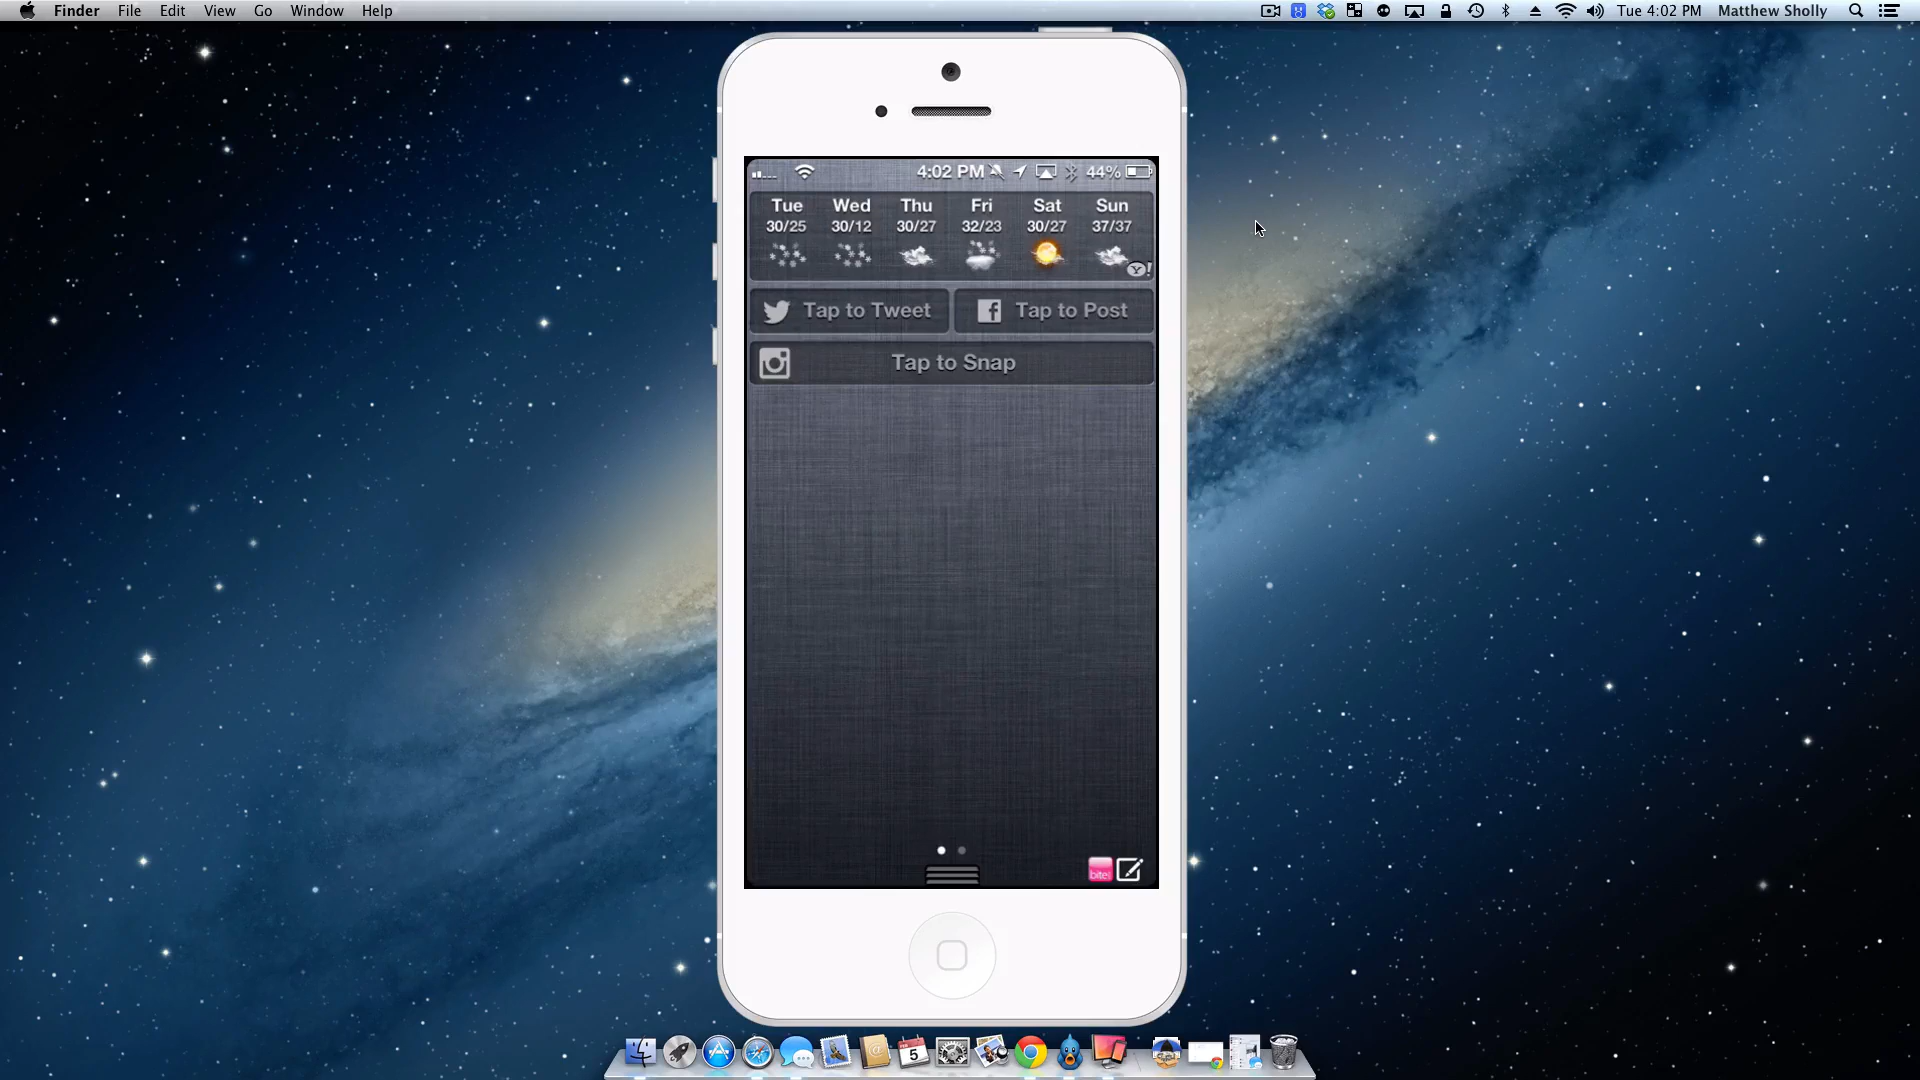 Finder File Edit View Go Window Help
Tue 4:02 PM Matthew Sholly
4:02 PM 44%
Tue Wed Thu Fri Sat Sun
30/25 30/12 30/27 32/23 30/27 37/37
Y!
Tap to Tweet
Tap to Post
Tap to Snap
bite
5